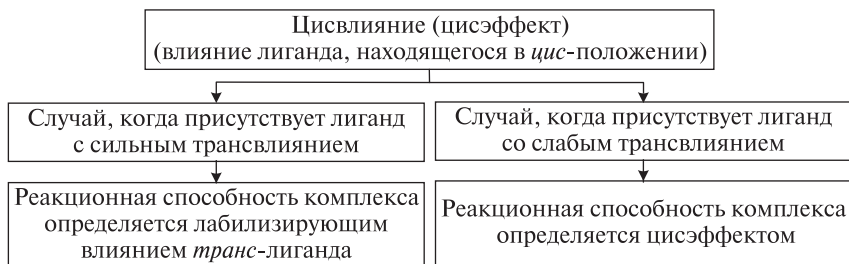 Цисвлияние (цисэффект)
(влияние лиганда, находящегося в цис-положении)
Случай, когда присутствует лиганд
с сильным трансвлиянием
Случай, когда присутствует лиганд
со слабым трансвлиянием
Реакционная способность комплекса
определяется лабилизирующим
влиянием транс-лиганда
Реакционная способность комплекса
определяется цисэффектом